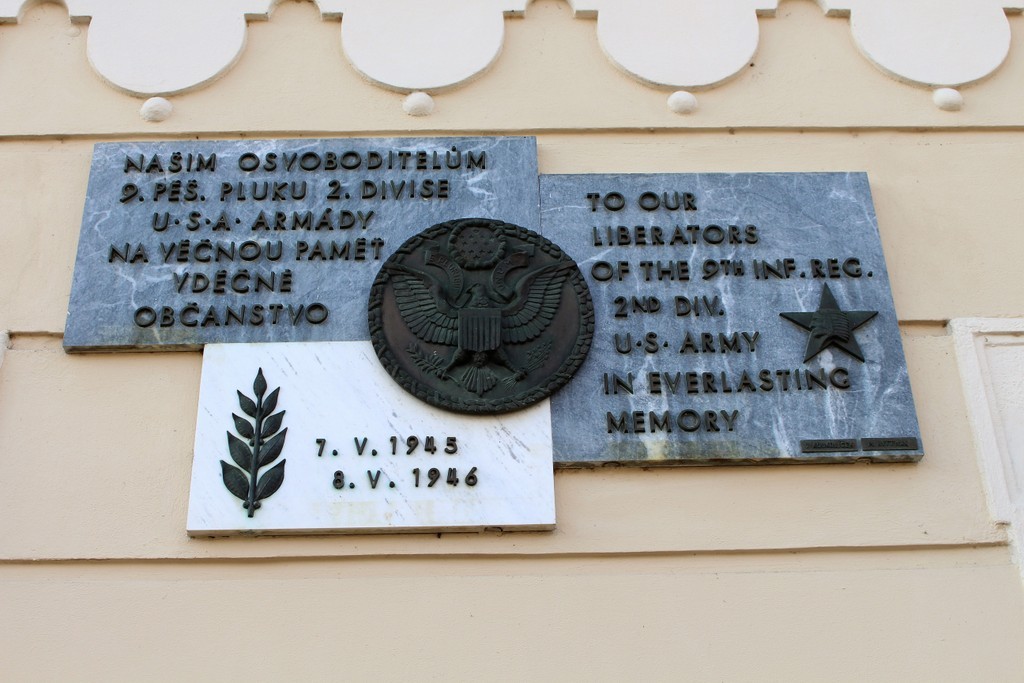 NAŠIM OSVOBODITELŮM
9. PĚŠ. PLUKU 2. DIVISE
U·S·A· ARMÁDY
NA VĚČNOU PAMĚŤ
VDĚČNÉ
OBČANSTVO
7. V. 1945
8. V. 1946
TO OUR
LIBERATORS
OF THE 9TH INF. REG.
2ND DIV.
U·S· ARMY
IN EVERLASTING
MEMORY